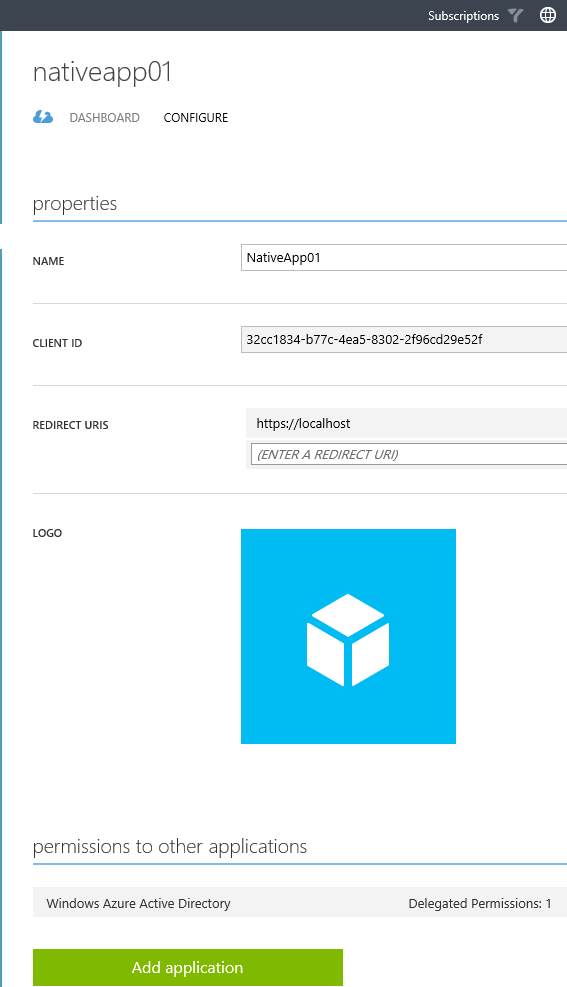 Subscriptions
nativeapp01
DASHBOARD CONFIGURE
properties
NAME NativeApp01
CLIENT ID 32cc1834-b77c-4ea5-8302-2f96cd29e52f
REDIRECT URIS https://localhost
(ENTER A REDIRECT URI)
LOGO
permissions to other applications
Windows Azure Active Directory Delegated Permissions: 1
Add application